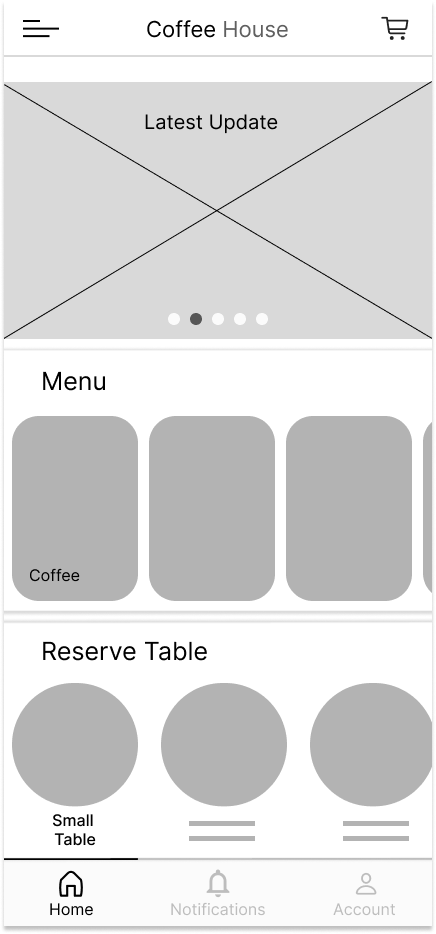 Coffee House
Latest Update
Menu
Coffee
Reserve Table
Small
Table
Home
Notifications
Account